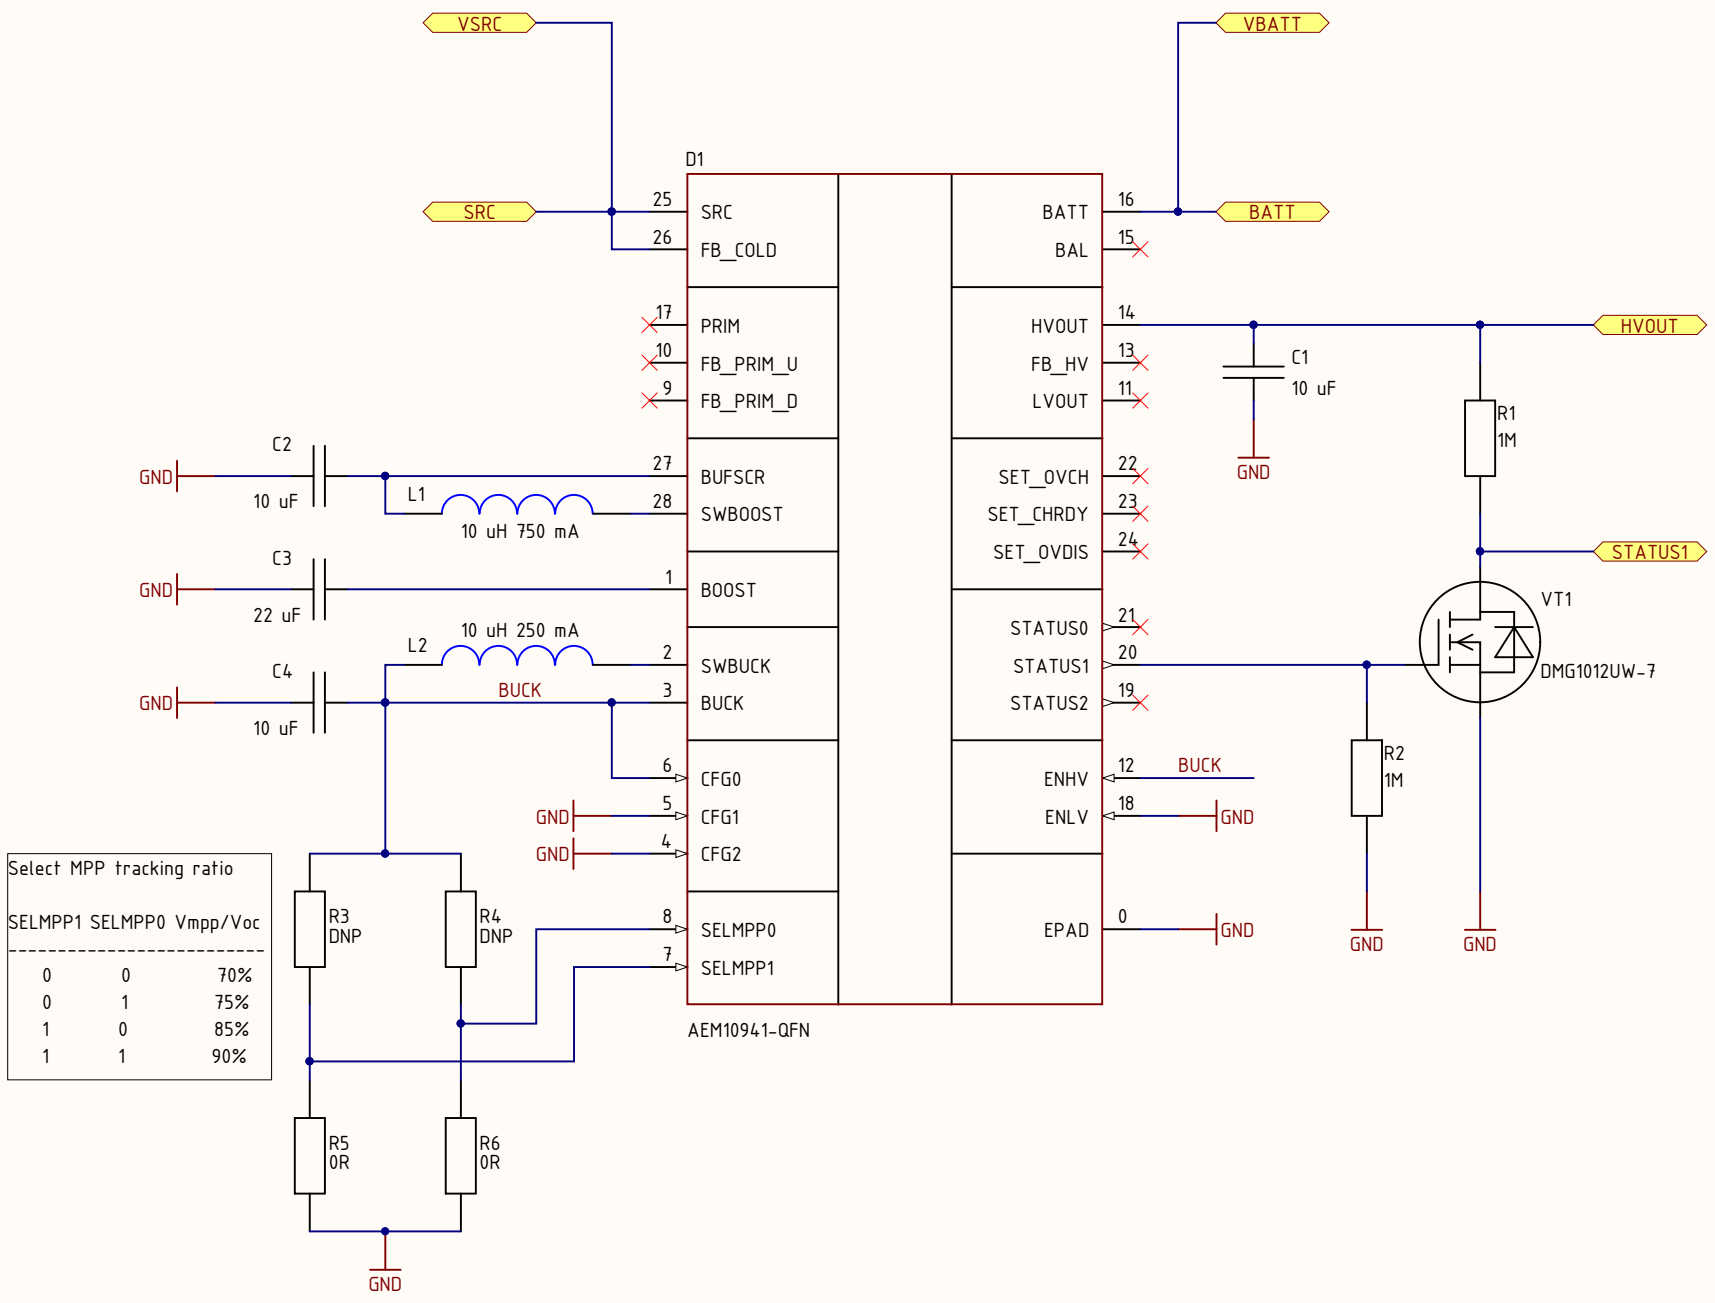 VSRC
VBATT
D1
SRC
25
SRC
BATT
16
BATT
26
FB_COLD
BAL
15
17
PRIM
HVOUT
14
HVOUT
10
FB_PRIM_U
FB_HV
13
C1
10 uF
9
FB_PRIM_D
LVOUT
11
R1
1M
GND
C2
GND
10 uF
27
BUFSCR
SET_OVCH
22
L1
10 uH 750 mA
28
SWBOOST
SET_CHRDY
23
SET_OVDIS
24
STATUS1
C3
GND
22 uF
1
BOOST
VT1
DMG1012UW-7
10 uH 250 mA
STATUS0
21
L2
2
SWBUCK
STATUS1
20
C4
GND
10 uF
BUCK
3
BUCK
STATUS2
19
R2
1M
6
CFG0
ENHV
12
BUCK
GND
5
CFG1
ENLV
18
GND
GND
4
CFG2
Select MPP tracking ratio
SELMPP1 SELMPP0 Vmpp/Voc
---------------------------
0 0 70%
0 1 75%
1 0 85%
1 1 90%
R3
DNP
R4
DNP
8
SELMPP0
EPAD
0
GND
GND
GND
7
SELMPP1
AEM10941-QFN
R5
0R
R6
0R
GND